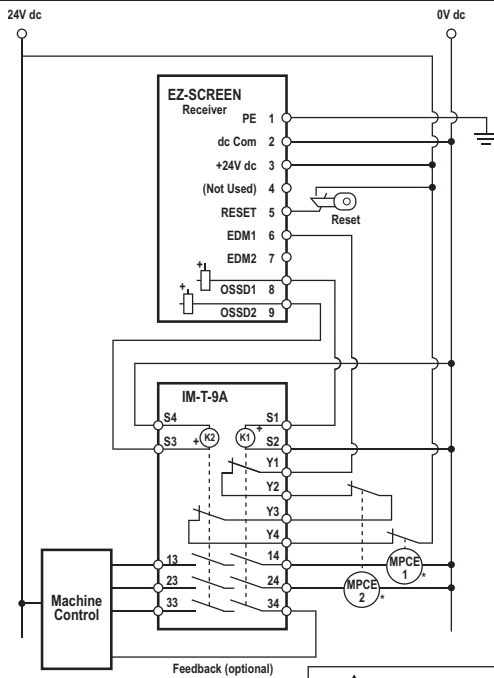 24V dc 0V dc
EZ-SCREEN
Receiver
PE 1
dc Com 2
+24V dc 3
(Not Used) 4
RESET 5
Reset
EDM1 6
EDM2 7
+
OSSD1 8
+
OSSD2 9
IM-T-9A
S4 S1
S3 + K2 K1 + S2
Y1
Y2
Y3
Y4
13 14
MPCE
1 *
23 24
MPCE
2 *
33 34
Machine
Control
Feedback (optional)